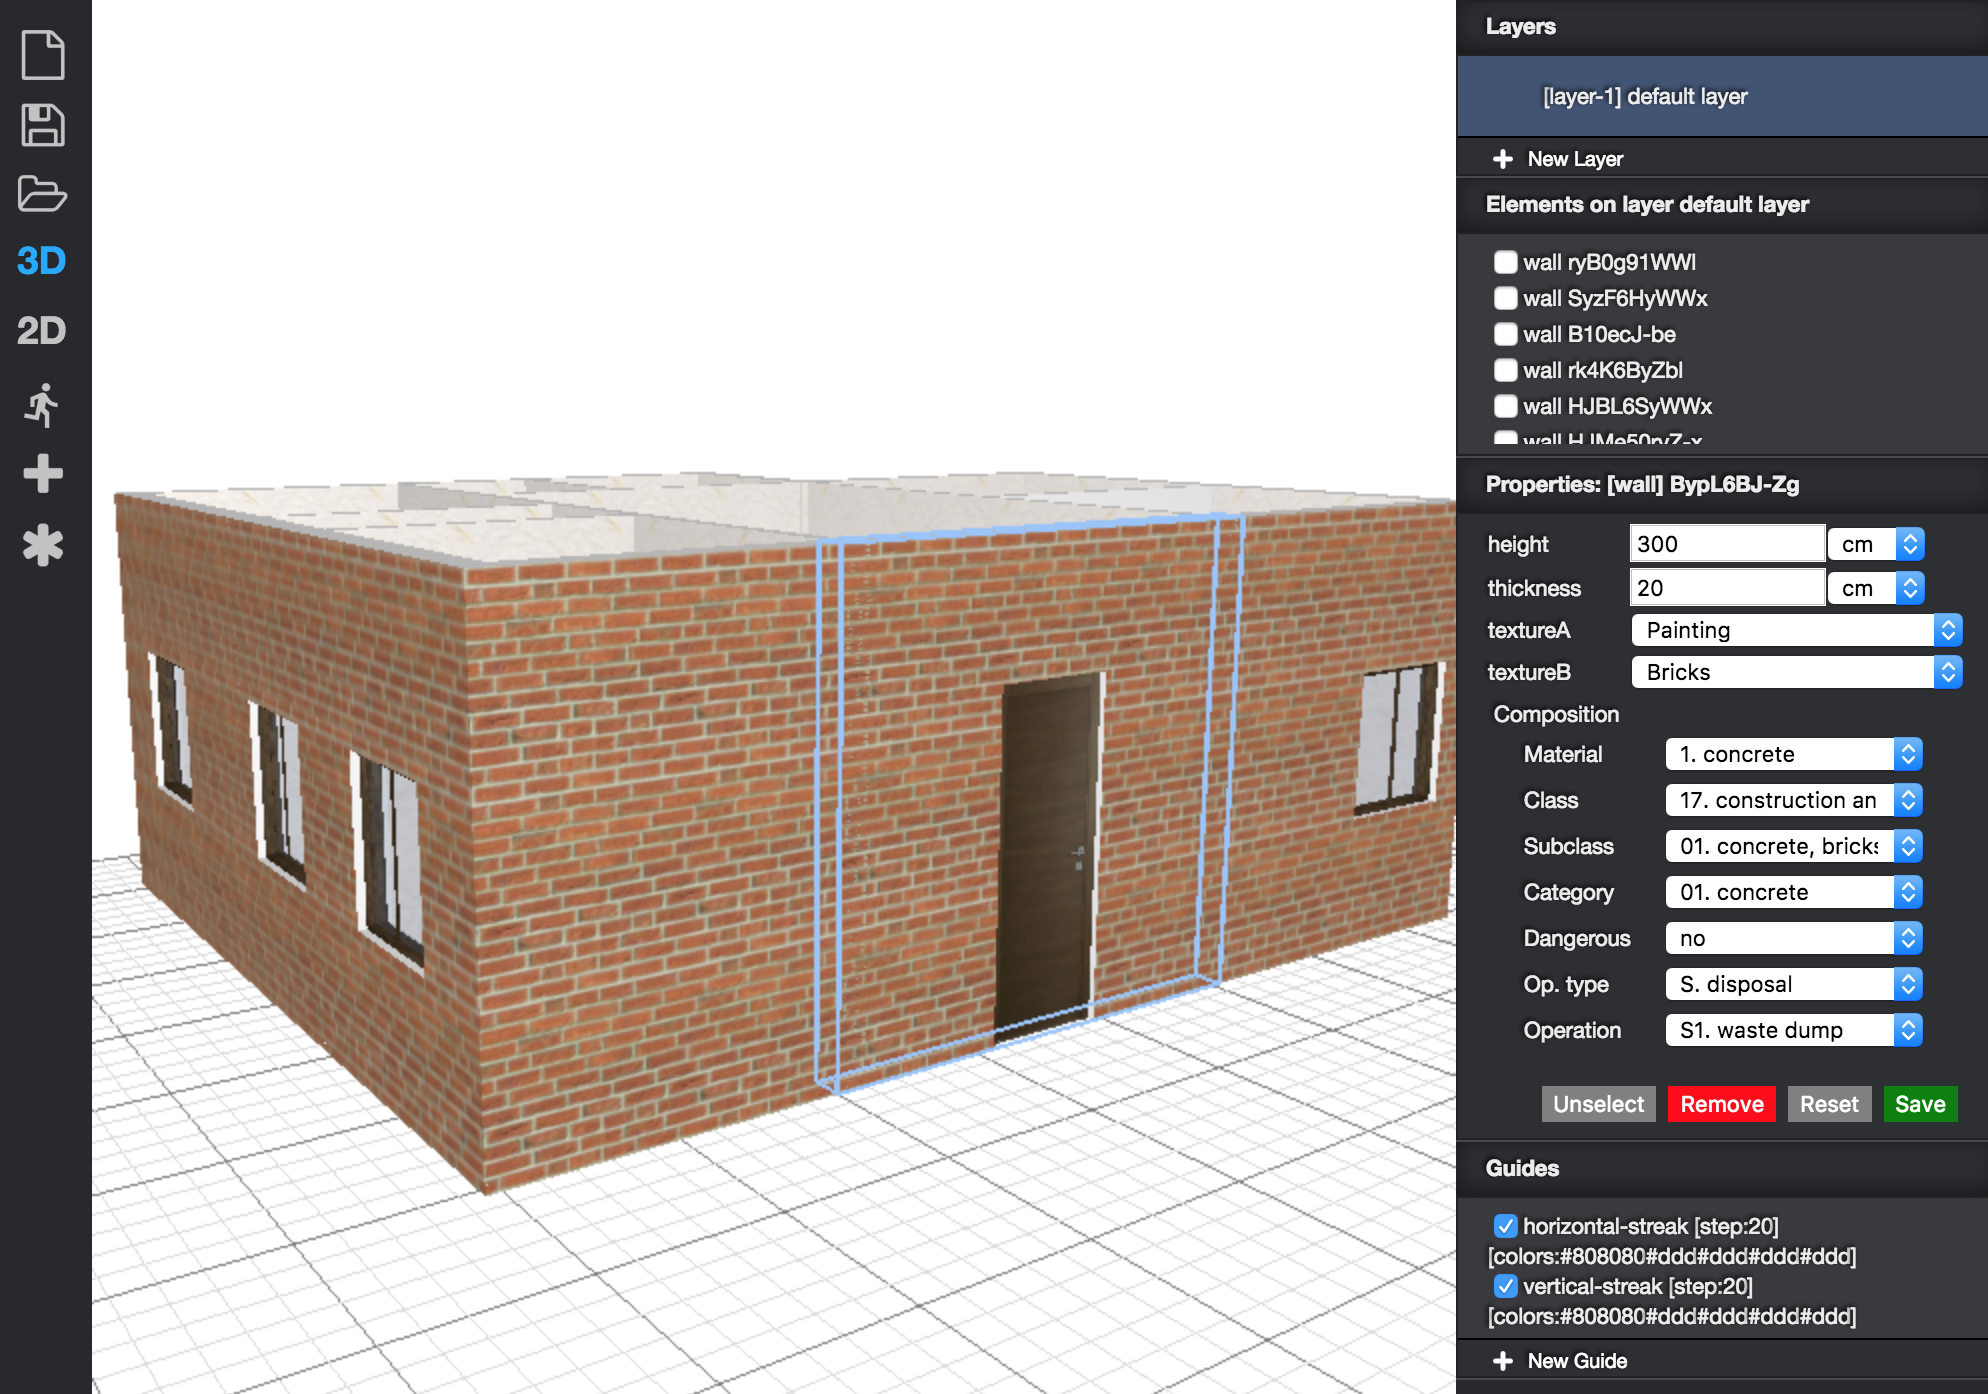 3D
2D
Layers
[layer-1] default layer
New Layer
Elements on layer default layer
wall ryB0g91WWl
wall SyzF6HyWWx
wall B10ecJ-be
wall rk4K6ByZbl
wall HJBL6SyWWx
wall
Properties: [wall] BypL6BJ-Zg
height 300 cm
thickness 20 cm
textureA Painting
textureB Bricks
Composition
Material 1. concrete
Class 17. construction an
Subclass 01. concrete, bricks
Category 01. concrete
Dangerous no
Op. type S. disposal
Operation S1. waste dump
Unselect Remove Reset Save
Guides
horizontal-streak [step:20]
[colors:#808080#ddd#ddd#ddd#ddd]
vertical-streak [step:20]
[colors:#808080#ddd#ddd#ddd#ddd]
New Guide